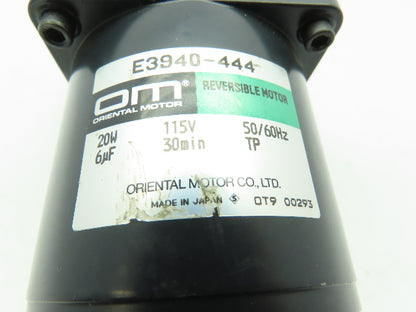 E3940-444
OM®
ORIENTAL MOTOR
REVERSIBLE MOTOR
20W 115V 50/60Hz
6μF 30min TP
ORIENTAL MOTOR CO., LTD.
MADE IN JAPAN Ⓢ OT9 00293